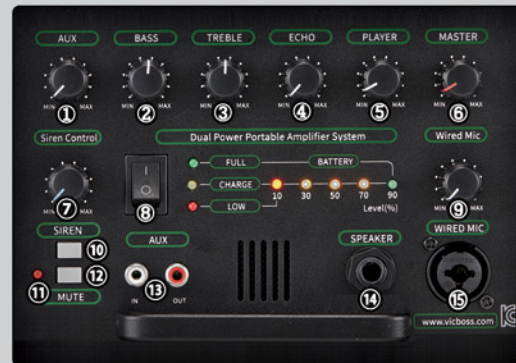 AUX BASS TREBLE ECHO PLAYER MASTER
MIN MAX MIN MAX MIN MAX MIN MAX MIN MAX MIN MAX
① ② ③ ④ ⑤ ⑥
Siren Control Dual Power Portable Amplifier System Wired Mic
FULL BATTERY
CHARGE
10 30 50 70 90
LOW Level(%)
MIN MAX MIN MAX
⑦ ⑧ ⑨
SIREN AUX SPEAKER WIRED MIC
⑩
⑪ ⑫ ⑬ ⑭ ⑮
MUTE IN OUT
www.vicboss.com